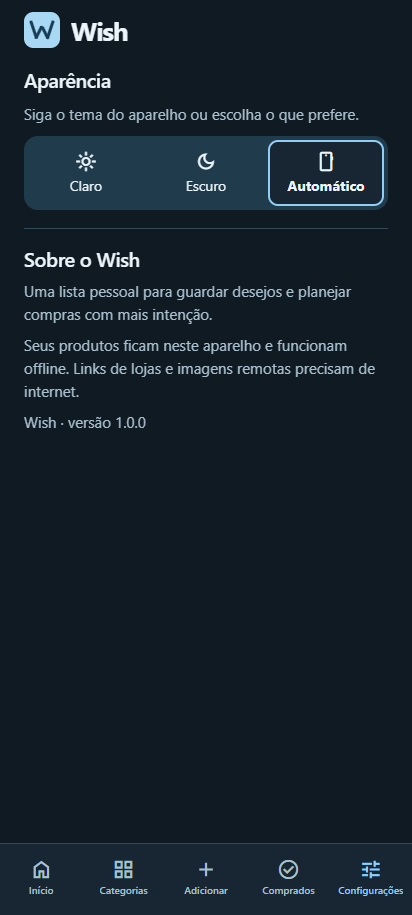 W Wish
Aparência
Siga o tema do aparelho ou escolha o que prefere.
Claro Escuro Automático
Sobre o Wish
Uma lista pessoal para guardar desejos e planejar
compras com mais intenção.
Seus produtos ficam neste aparelho e funcionam
offline. Links de lojas e imagens remotas precisam de
internet.
Wish · versão 1.0.0
Início Categorias Adicionar Comprados Configurações